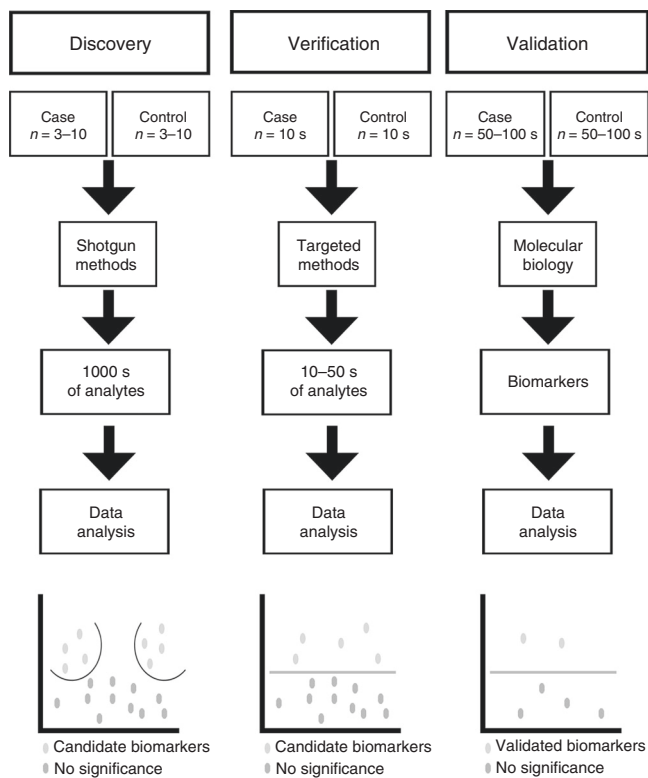 Discovery
Verification
Validation
Case
n = 3–10
Control
n = 3–10
Case
n = 10 s
Control
n = 10 s
Case
n = 50–100 s
Control
n = 50–100 s
Shotgun
methods
Targeted
methods
Molecular
biology
1000 s
of analytes
10–50 s
of analytes
Biomarkers
Data
analysis
Data
analysis
Data
analysis
Candidate biomarkers
No significance
Candidate biomarkers
No significance
Validated biomarkers
No significance